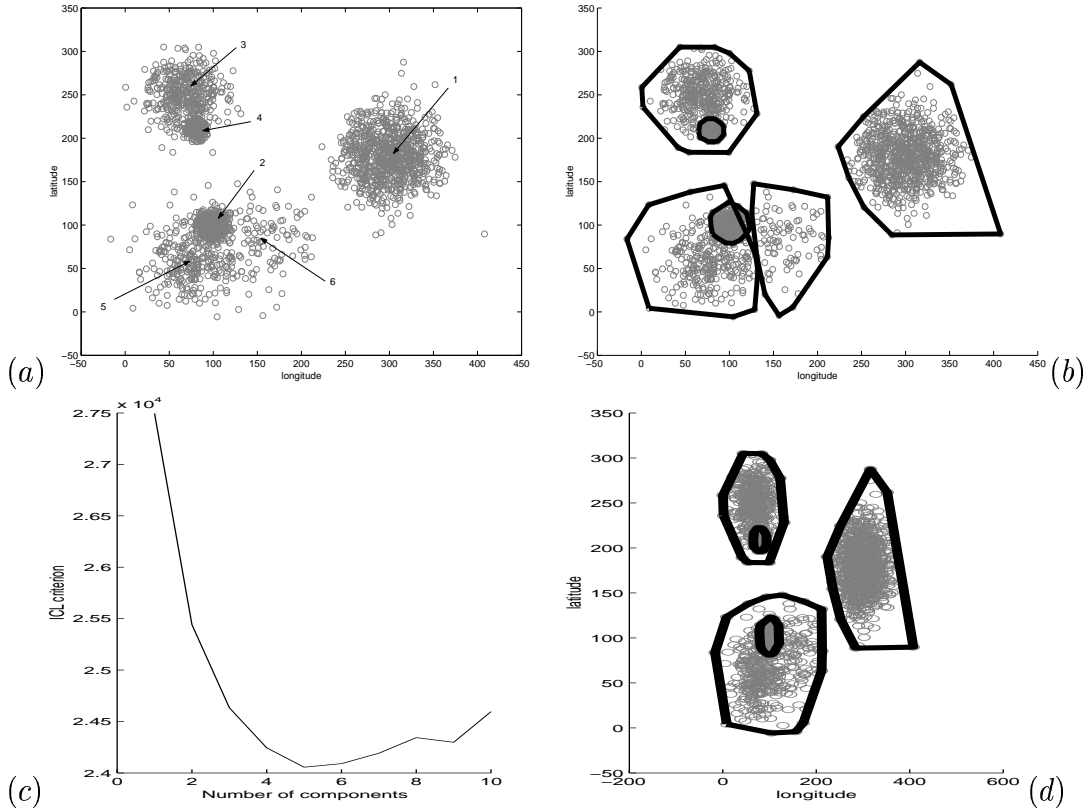 350
300
250
200
150
100
50
0
−50
−50 0 50 100 150 200 250 300 350 400 450
latitude
longitude
3
1
4
2
5
6
(a)
350
300
250
200
150
100
50
0
−50
−50 0 50 100 150 200 250 300 350 400 450
latitude
longitude
(b)
x 10^4
2.75
2.7
2.65
2.6
2.55
2.5
2.45
2.4
0 2 4 6 8 10
ICL criterion
Number of components
(c)
350
300
250
200
150
100
50
0
−50
−200 0 200 400 600
latitude
longitude
(d)